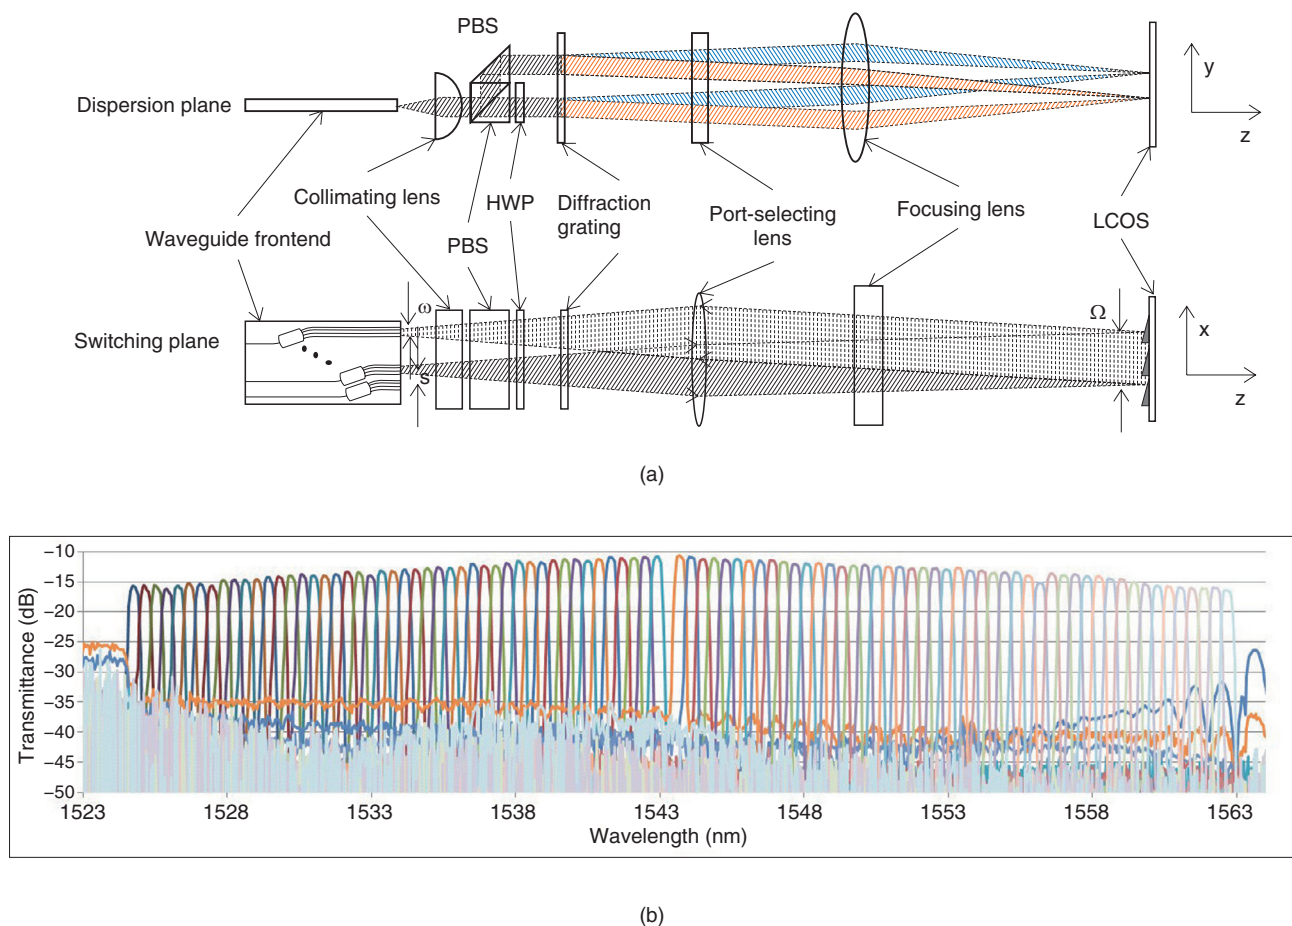 PBS
Dispersion plane
y
z
Collimating lens
HWP
Diffraction
grating
Port-selecting
lens
Focusing lens
LCOS
Waveguide frontend
PBS
ω
Ω
Switching plane
s
x
z
(a)
−10
−15
−20
−25
−30
−35
−40
−45
−50
Transmittance (dB)
1523
1528
1533
1538
1543
1548
1553
1558
1563
Wavelength (nm)
(b)